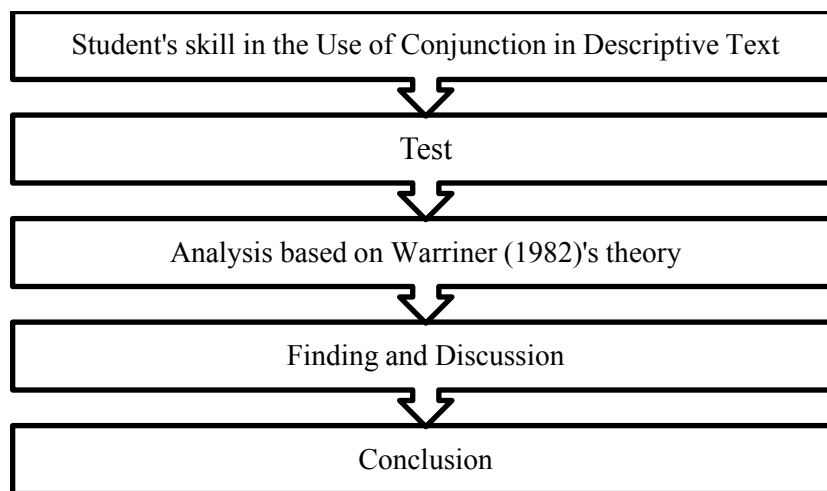 Student's skill in the Use of Conjunction in Descriptive Text
Test
Analysis based on Warriner (1982)'s theory
Finding and Discussion
Conclusion